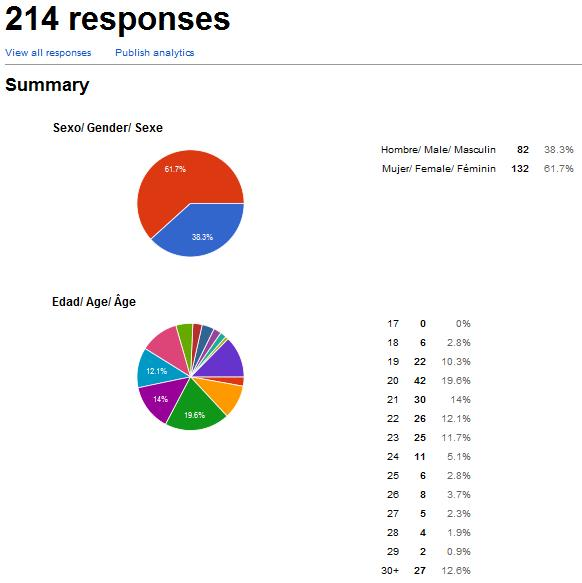 214 responses
View all responses Publish analytics
Summary
Sexo/ Gender/ Sexe
Hombre/ Male/ Masculin 82 38.3%
Mujer/ Female/ Féminin 132 61.7%
61.7%
38.3%
Edad/ Age/ Âge
12.1%
14%
19.6%
17 0 0%
18 6 2.8%
19 22 10.3%
20 42 19.6%
21 30 14%
22 26 12.1%
23 25 11.7%
24 11 5.1%
25 6 2.8%
26 8 3.7%
27 5 2.3%
28 4 1.9%
29 2 0.9%
30+ 27 12.6%